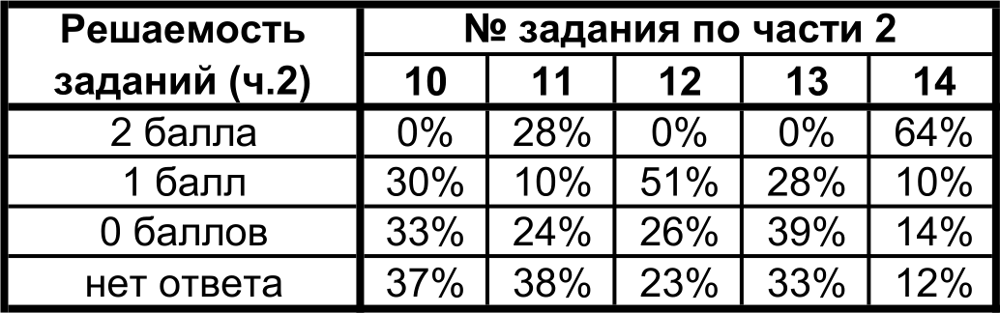 Решаемость заданий (ч.2) № задания по части 2
10 11 12 13 14
2 балла 0% 28% 0% 0% 64%
1 балл 30% 10% 51% 28% 10%
0 баллов 33% 24% 26% 39% 14%
нет ответа 37% 38% 23% 33% 12%